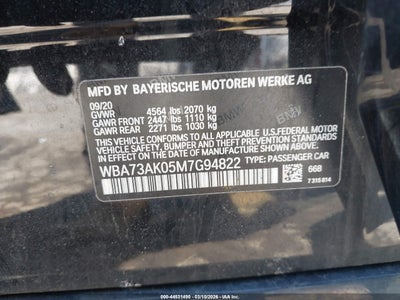 MFD BY BAYERISCHE MOTOREN WERKE AG
09/20
GVWR 4564 lbs 2070 kg
GAWR FRONT 2447 lbs 1110 kg
GAWR REAR 2271 lbs 1030 kg
THIS VEHICLE CONFORMS TO ALL APPLICABLE U.S.FEDERAL MOTOR
VEHICLE SAFETY, BUMPER AND THEFT PREVENTION STANDARDS
IN EFFECT ON THE DATE OF MANUFACTURE SHOWN ABOVE.
WBA73AK05M7G94822 TYPE: PASSENGER CAR
668
7 315 814
© 00-44531490 - 03/10/2026 - IAA Inc.